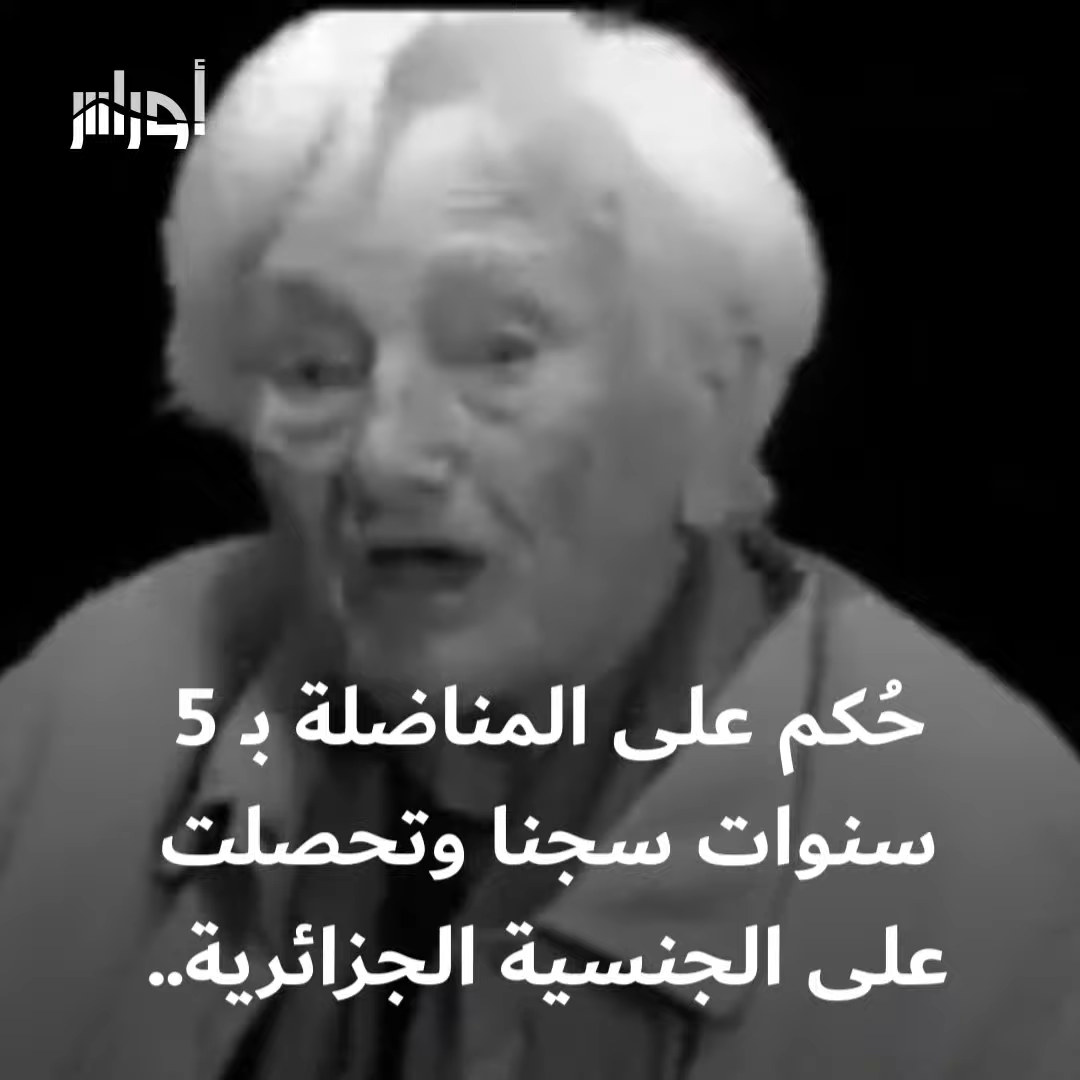 أوراس
حُكم على المناضلة بـ 5
سنوات سجنا وتحصلت
على الجنسية الجزائرية..